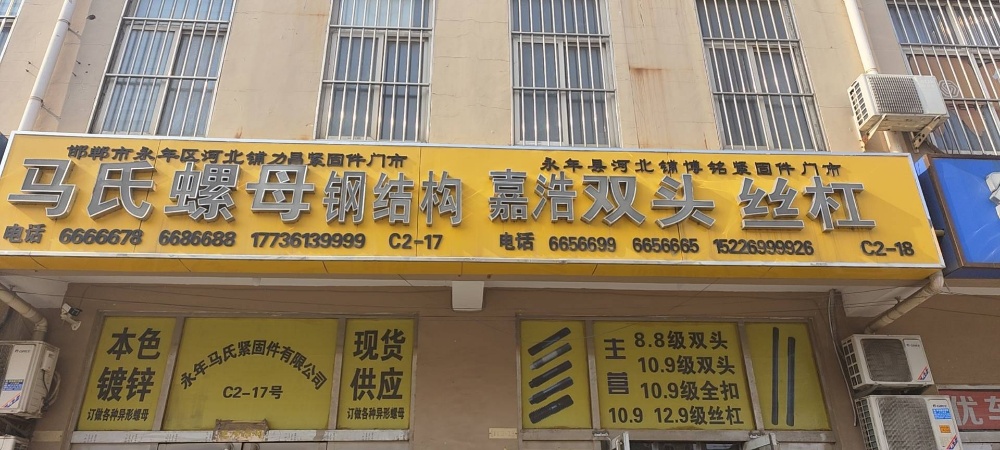 邯郸市永年区河北铺力昌紧固件门市
马氏螺母钢结构
电话 6666678 6686688 17736139999 C2-17
永年县河北铺博铭紧固件门市
嘉浩双头丝杠
电话 6656699 6656665 15226999926 C2-18
本色
镀锌
订做各种异形螺母
永年马氏紧固件有限公司
C2-17号
现货
供应
订做各种异形螺母
主营
8.8级双头
10.9级双头
10.9级全扣
10.9 12.9级丝杠
优车